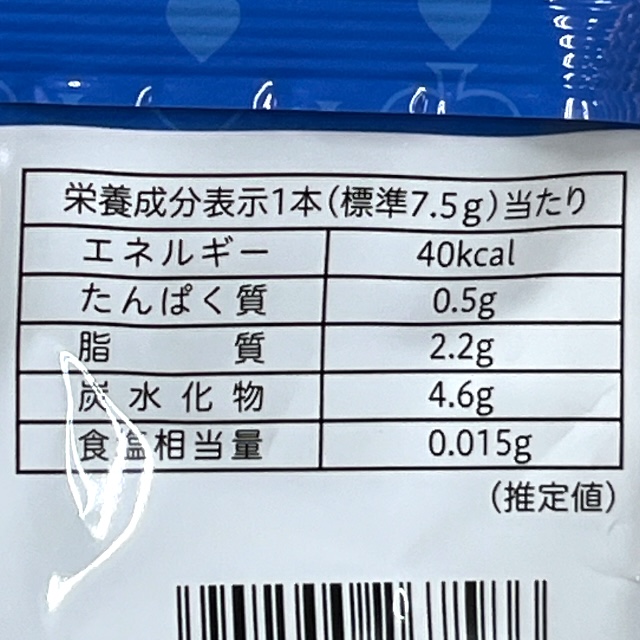 栄養成分表示1本(標準7.5g)当たり
エネルギー 40kcal
たんぱく質 0.5g
脂質 2.2g
炭水化物 4.6g
食塩相当量 0.015g
(推定値)